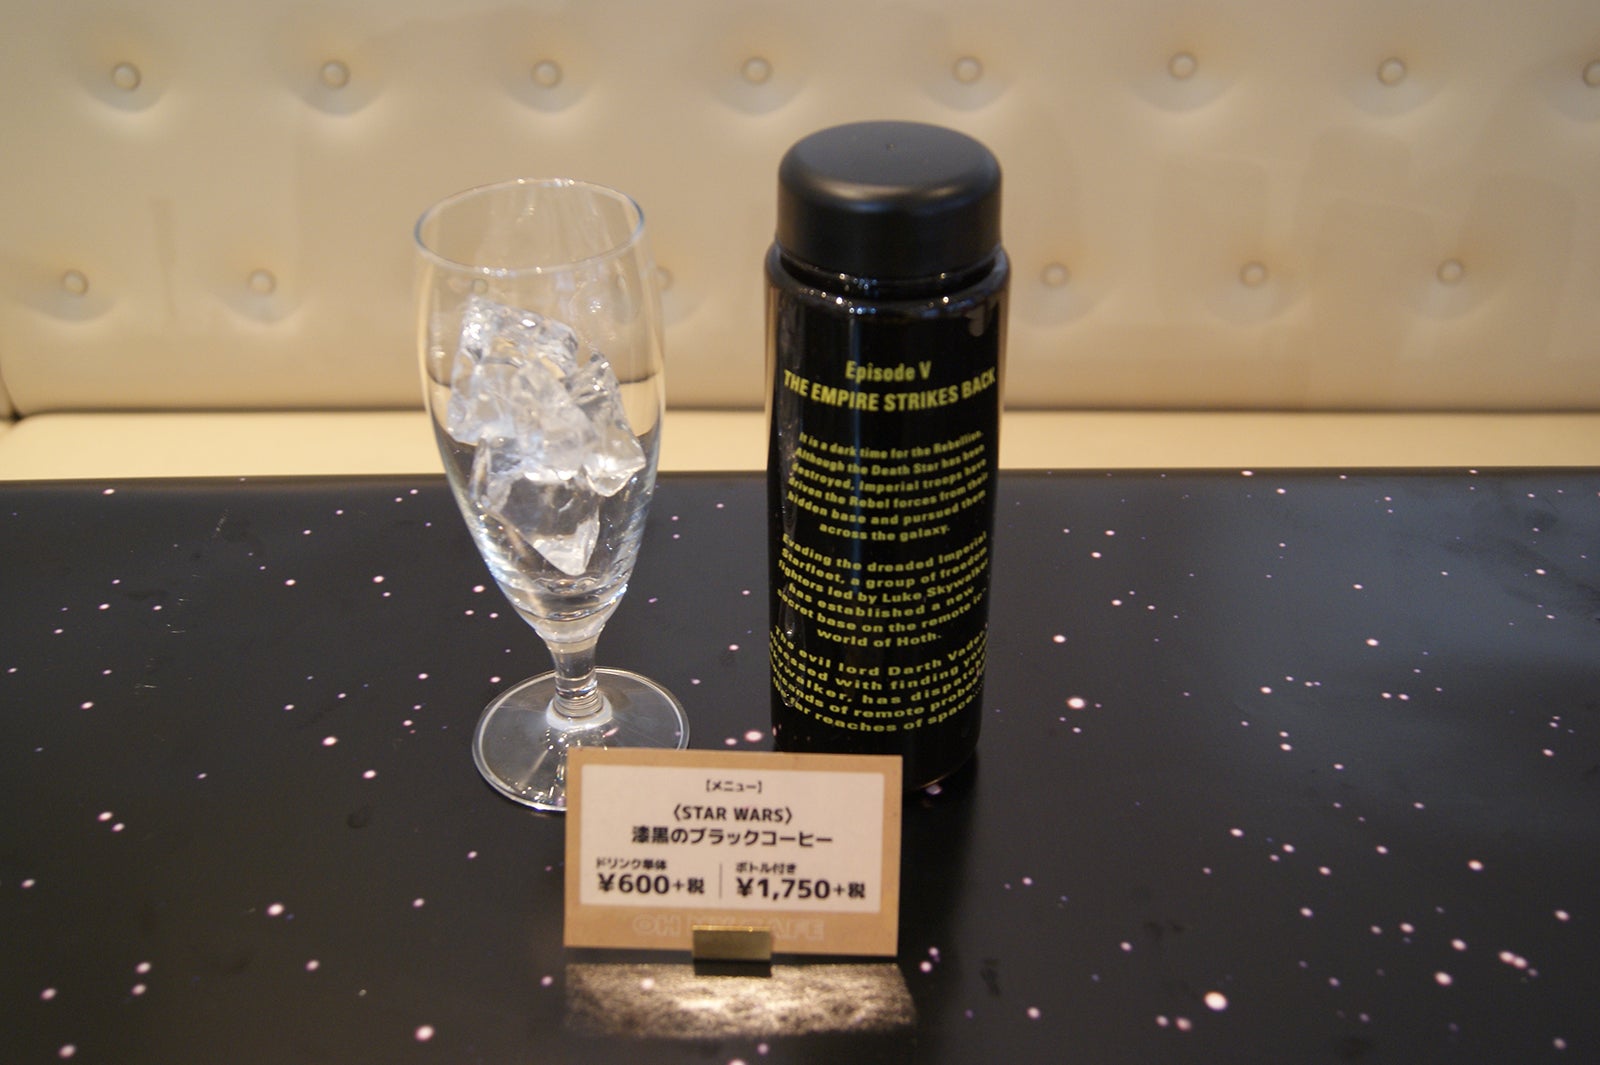 Episode V
THE EMPIRE STRIKES BACK
It is a dark time for the Rebellion.
Although the Death Star has been
destroyed, Imperial troops have
driven the Rebel forces from their
hidden base and pursued them
across the galaxy.
Evading the dreaded Imperial
Starfleet, a group of freedom
fighters led by Luke Skywalker
has established a new
secret base on the remote ic
world of Hoth.
The evil lord Darth Vader,
with finding
has dispatch
of remote probes
reaches of space
【メニュー】
〈STAR WARS〉
漆黒のブラックコーヒー
ドリンク単体 ボトル付き
¥600+税 ¥1,750+税
OH MY CAFE